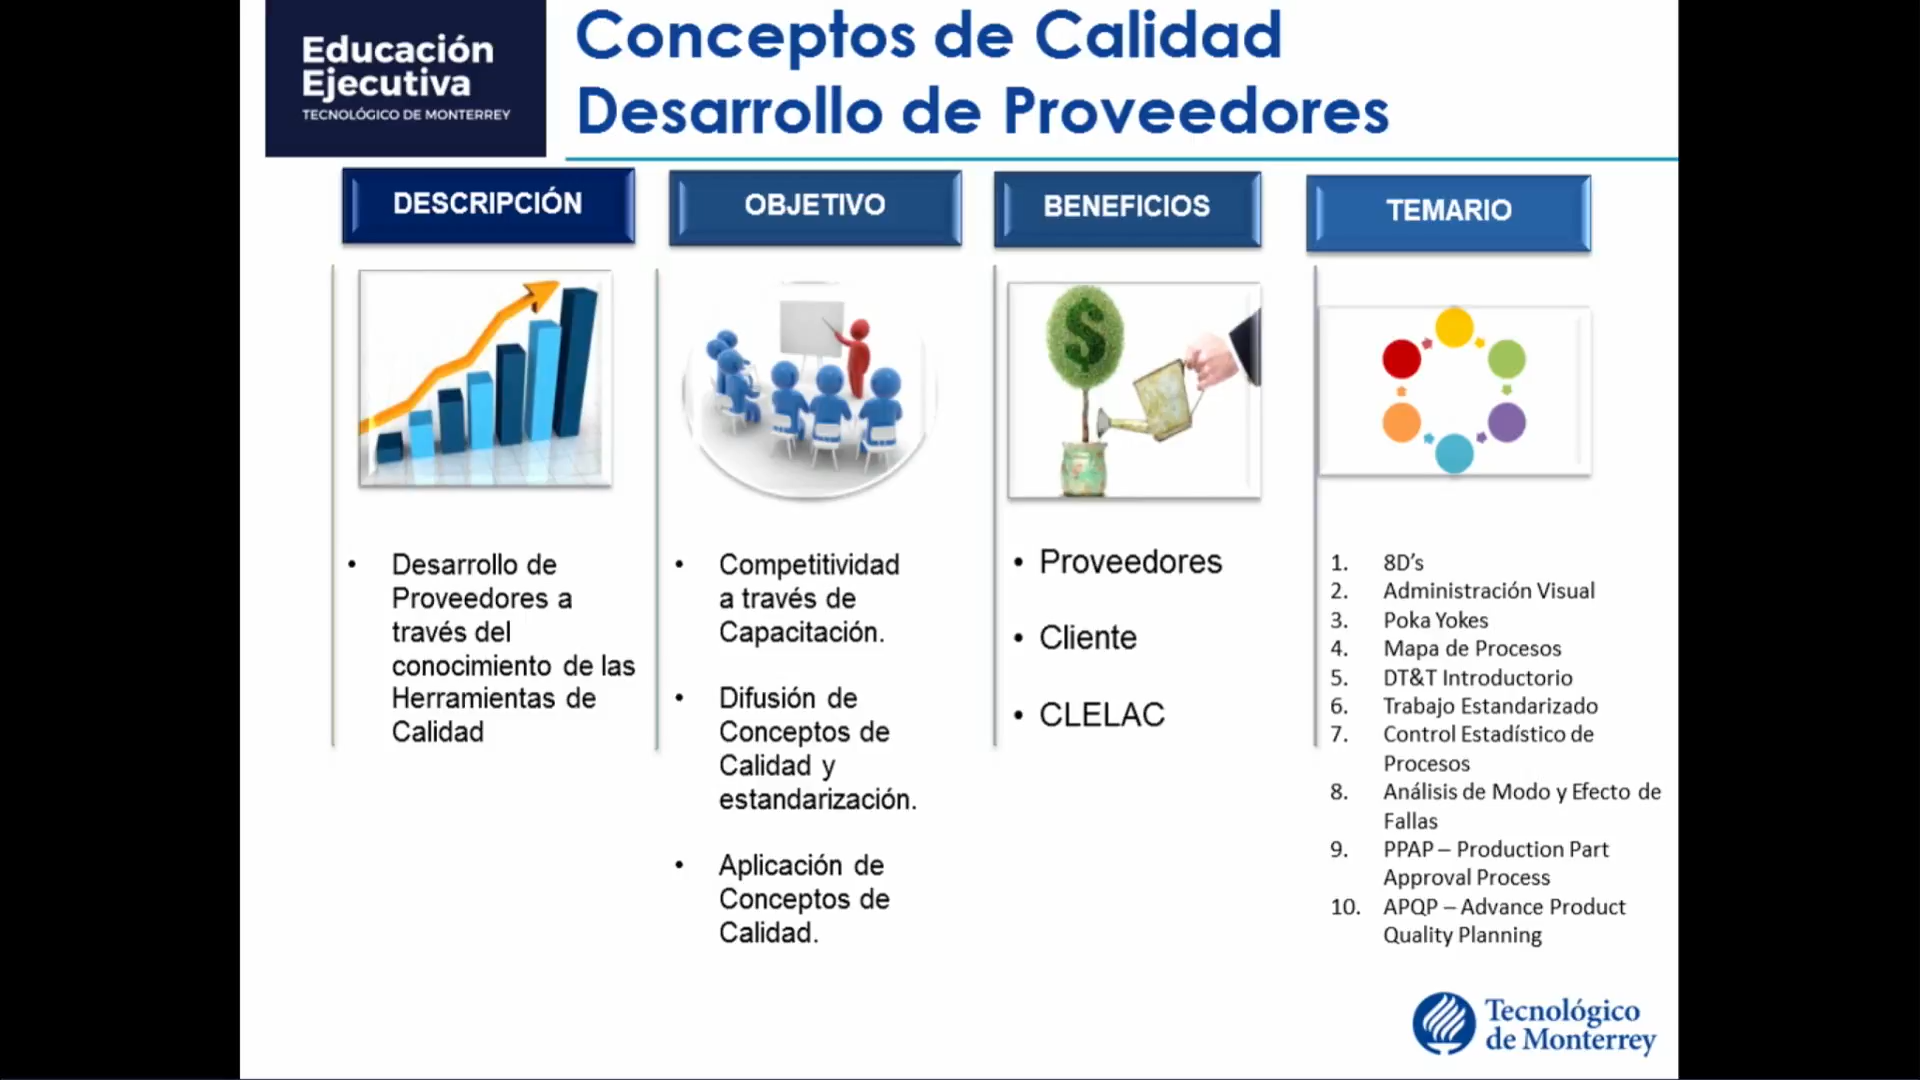 Educación
Ejecutiva
TECNOLÓGICO DE MONTERREY
Conceptos de Calidad
Desarrollo de Proveedores
DESCRIPCIÓN
• Desarrollo de
Proveedores a
través del
conocimiento de las
Herramientas de
Calidad
OBJETIVO
• Competitividad
a través de
Capacitación.
• Difusión de
Conceptos de
Calidad y
estandarización.
• Aplicación de
Conceptos de
Calidad.
BENEFICIOS
$
• Proveedores
• Cliente
• CLELAC
TEMARIO
1. 8D’s
2. Administración Visual
3. Poka Yokes
4. Mapa de Procesos
5. DT&T Introductorio
6. Trabajo Estandarizado
7. Control Estadístico de
Procesos
8. Análisis de Modo y Efecto de
Fallas
9. PPAP – Production Part
Approval Process
10. APQP – Advance Product
Quality Planning
Tecnológico
de Monterrey